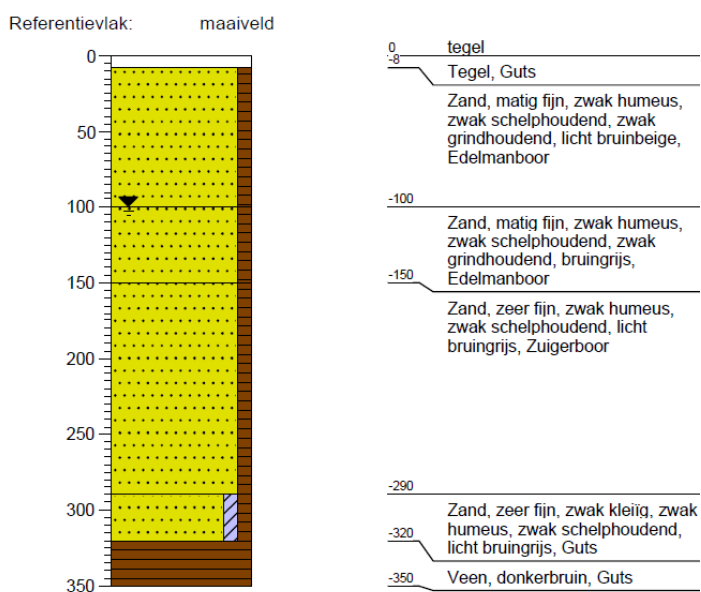 Referentievlak: maaiveld
0
50
100
150
200
250
300
350
0 tegel
-8
Tegel, Guts
Zand, matig fijn, zwak humeus,
zwak schelphoudend, zwak
grindhoudend, licht bruinbeige,
Edelmanboor
-100
Zand, matig fijn, zwak humeus,
zwak schelphoudend, zwak
grindhoudend, bruingrijs,
Edelmanboor
-150
Zand, zeer fijn, zwak humeus,
zwak schelphoudend, licht
bruingrijs, Zuigerboor
-290
Zand, zeer fijn, zwak kleiïg, zwak
humeus, zwak schelphoudend,
licht bruingrijs, Guts
-320
Veen, donkerbruin, Guts
-350